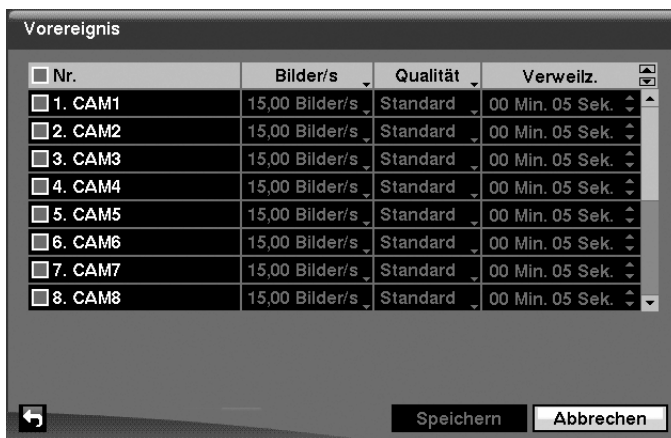 Vorereignis
Nr. Bilder/s Qualität Verweilz.
1. CAM1 15,00 Bilder/s Standard 00 Min. 05 Sek.
2. CAM2 15,00 Bilder/s Standard 00 Min. 05 Sek.
3. CAM3 15,00 Bilder/s Standard 00 Min. 05 Sek.
4. CAM4 15,00 Bilder/s Standard 00 Min. 05 Sek.
5. CAM5 15,00 Bilder/s Standard 00 Min. 05 Sek.
6. CAM6 15,00 Bilder/s Standard 00 Min. 05 Sek.
7. CAM7 15,00 Bilder/s Standard 00 Min. 05 Sek.
8. CAM8 15,00 Bilder/s Standard 00 Min. 05 Sek.
Speichern Abbrechen